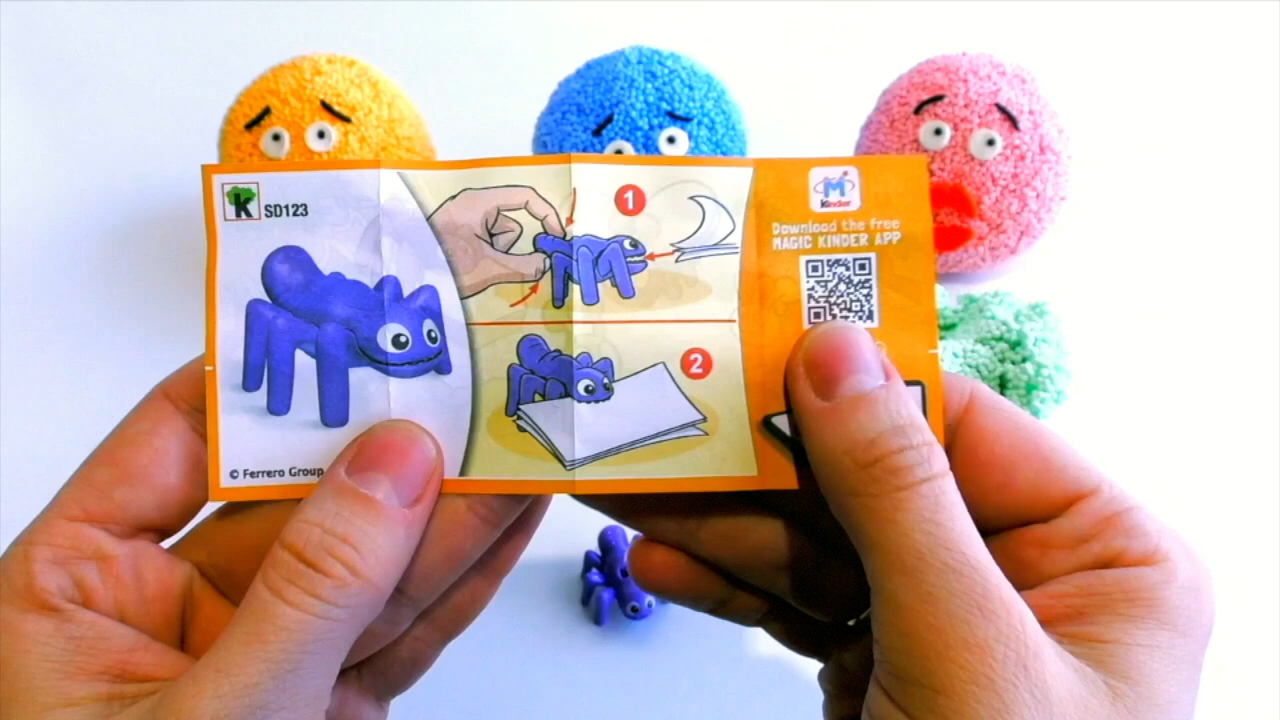 K SD123
© Ferrero Group
1
2
Kinder
Download the free
MAGIC KINDER APP